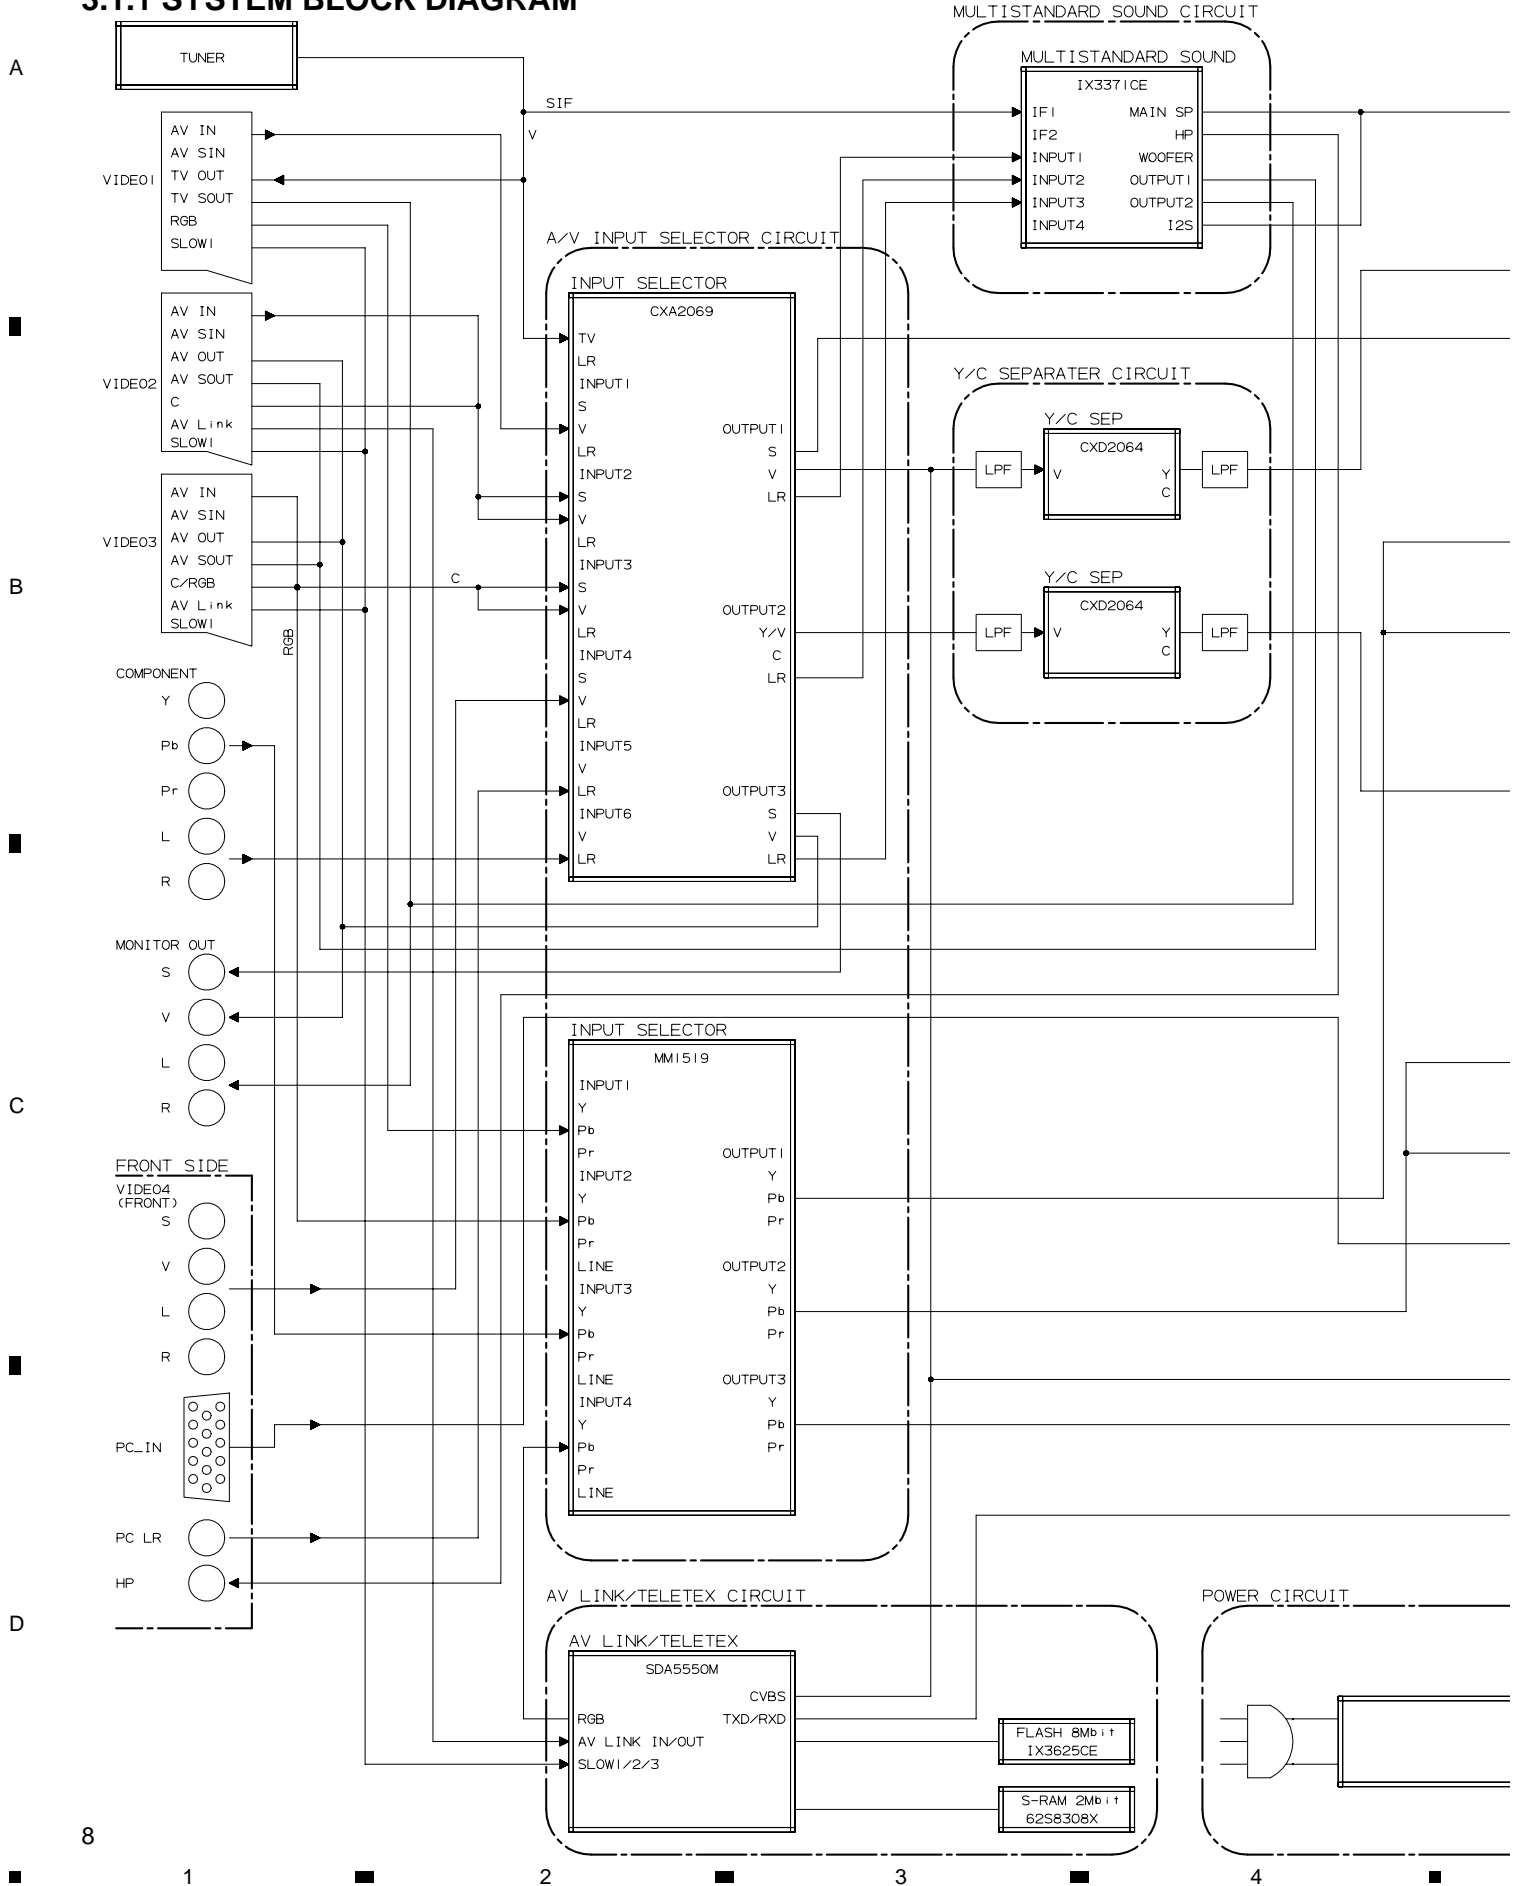 3.1.1 SYSTEM BLOCK DIAGRAM
A
B
C
D
TUNER
SIF
V
VIDEO1
AV IN
AV SIN
TV OUT
TV SOUT
RGB
SLOW1
VIDEO2
AV IN
AV SIN
AV OUT
AV SOUT
C
AV Link
SLOW1
VIDEO3
AV IN
AV SIN
AV OUT
AV SOUT
C/RGB
AV Link
SLOW1
C
RGB
COMPONENT
Y
Pb
Pr
L
R
MONITOR OUT
S
V
L
R
FRONT SIDE
VIDEO4
(FRONT)
S
V
L
R
PC_IN
PC LR
HP
A/V INPUT SELECTOR CIRCUIT
INPUT SELECTOR
CXA2069
TV
LR
INPUT1
S
V
LR
INPUT2
S
V
LR
INPUT3
S
V
LR
INPUT4
S
V
LR
INPUT5
V
LR
INPUT6
V
LR
OUTPUT1
S
V
LR
OUTPUT2
Y/V
C
LR
OUTPUT3
S
V
LR
INPUT SELECTOR
MM1519
INPUT1
Y
Pb
Pr
INPUT2
Y
Pb
Pr
LINE
INPUT3
Y
Pb
Pr
LINE
INPUT4
Y
Pb
Pr
LINE
OUTPUT1
Y
Pb
Pr
OUTPUT2
Y
Pb
Pr
OUTPUT3
Y
Pb
Pr
MULTISTANDARD SOUND CIRCUIT
MULTISTANDARD SOUND
IX3371CE
IF1
IF2
INPUT1
INPUT2
INPUT3
INPUT4
MAIN SP
HP
WOOFER
OUTPUT1
OUTPUT2
I2S
Y/C SEPARATER CIRCUIT
Y/C SEP
CXD2064
LPF
V
Y
C
LPF
Y/C SEP
CXD2064
LPF
V
Y
C
LPF
AV LINK/TELETEX CIRCUIT
AV LINK/TELETEX
SDA5550M
CVBS
RGB
TXD/RXD
AV LINK IN/OUT
SLOW1/2/3
FLASH 8Mbit
IX3625CE
S-RAM 2Mbit
62S8308X
POWER CIRCUIT
8
1
2
3
4